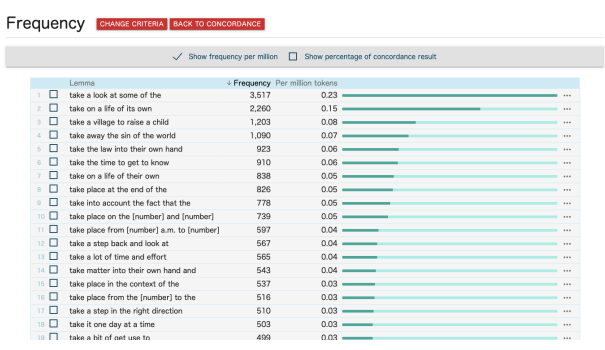 Frequency CHANGE CRITERIA BACK TO CONCORDANCE
Show frequency per million Show percentage of concordance result
Lemma ↓ Frequency Per million tokens
1 take a look at some of the 3,517 0.23 ...
2 take on a life of its own 2,260 0.15 ...
3 take a village to raise a child 1,203 0.08 ...
4 take away the sin of the world 1,090 0.07 ...
5 take the law into their own hand 923 0.06 ...
6 take the time to get to know 910 0.06 ...
7 take on a life of their own 838 0.05 ...
8 take place at the end of the 826 0.05 ...
9 take into account the fact that the 778 0.05 ...
10 take place on the [number] and [number] 739 0.05 ...
11 take place from [number] a.m. to [number] 597 0.04 ...
12 take a step back and look at 567 0.04 ...
13 take a lot of time and effort 565 0.04 ...
14 take matter into their own hand and 543 0.04 ...
15 take place in the context of the 537 0.03 ...
16 take place from the [number] to the 516 0.03 ...
17 take a step in the right direction 510 0.03 ...
18 take it one day at a time 503 0.03 ...
19 take a bit of get use to 499 0.03 ...